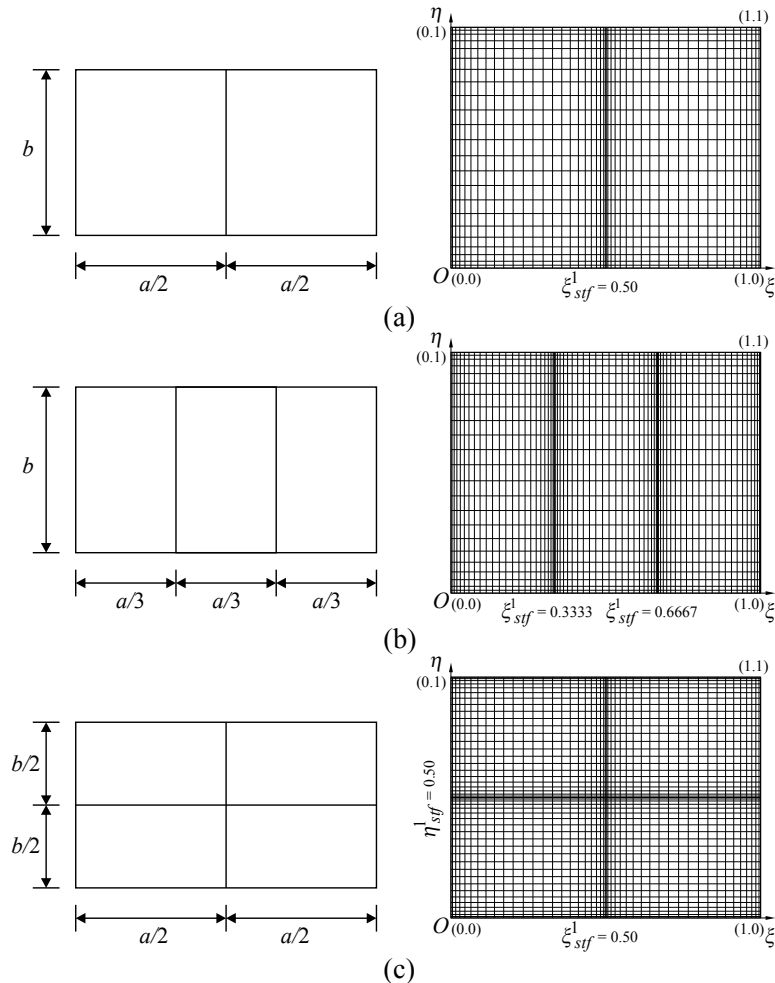 η
(0.1)
(1.1)
b
a/2
a/2
O
(0.0)
ξ¹stf = 0.50
(1.0)
ξ
(a)
η
(0.1)
(1.1)
b
a/3
a/3
a/3
O
(0.0)
ξ¹stf = 0.3333
ξ¹stf = 0.6667
(1.0)
ξ
(b)
η
(0.1)
(1.1)
b/2
b/2
η¹stf = 0.50
a/2
a/2
O
(0.0)
ξ¹stf = 0.50
(1.0)
ξ
(c)